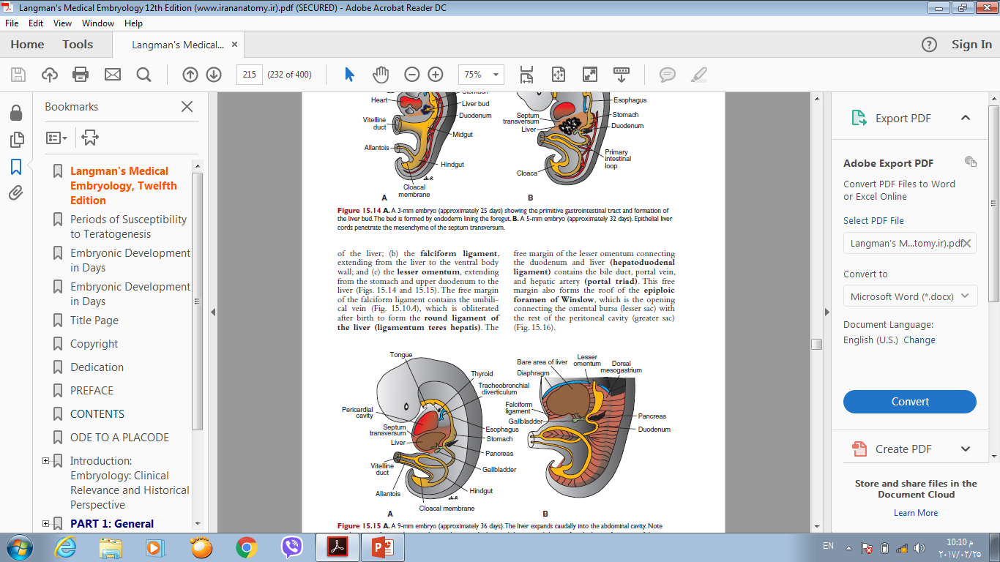 Langman's Medical Embryology 12th Edition (www.irananatomy.ir).pdf (SECURED) - Adobe Acrobat Reader DC
File Edit View Window Help
Home Tools Langman's Medical... × Sign In
215 (232 of 400) 75%
Bookmarks
Langman's Medical
Embryology, Twelfth
Edition
Periods of Susceptibility
to Teratogenesis
Embryonic Development
in Days
Embryonic Development
in Days
Title Page
Copyright
Dedication
PREFACE
CONTENTS
ODE TO A PLACODE
Introduction:
Embryology: Clinical
Relevance and Historical
Perspective
PART 1: General
Stomach
Heart
Liver bud
Duodenum
Vitelline
duct
Midgut
Allantois
Hindgut
Cloacal
membrane
A
Esophagus
Septum
transversum
Stomach
Liver
Duodenum
Primary
intestinal
loop
Cloaca
B
Figure 15.14 A. A 3-mm embryo (approximately 25 days) showing the primitive gastrointestinal tract and formation of
the liver bud. The bud is formed by endoderm lining the foregut. B. A 5-mm embryo (approximately 32 days). Epithelial liver
cords penetrate the mesenchyme of the septum transversum.
of the liver; (b) the falciform ligament,
extending from the liver to the ventral body
wall; and (c) the lesser omentum, extending
from the stomach and upper duodenum to the
liver (Figs. 15.14 and 15.15). The free margin
of the falciform ligament contains the umbili-
cal vein (Fig. 15.10A), which is obliterated
after birth to form the round ligament of
the liver (ligamentum teres hepatis). The
free margin of the lesser omentum connecting
the duodenum and liver (hepatoduodenal
ligament) contains the bile duct, portal vein,
and hepatic artery (portal triad). This free
margin also forms the roof of the epiploic
foramen of Winslow, which is the opening
connecting the omental bursa (lesser sac) with
the rest of the peritoneal cavity (greater sac)
(Fig. 15.16).
Tongue
Thyroid
Tracheobronchial
diverticulum
Pericardial
cavity
Septum
transversum
Esophagus
Liver
Stomach
Pancreas
Vitelline
duct
Gallbladder
Allantois
Hindgut
Cloacal membrane
A
Bare area of liver
Lesser
omentum
Dorsal
mesogastrium
Diaphragm
Falciform
ligament
Gallbladder
Pancreas
Duodenum
B
Figure 15.15 A. A 9-mm embryo (approximately 36 days). The liver expands caudally into the abdominal cavity. Note
Export PDF
Adobe Export PDF
Convert PDF Files to Word
or Excel Online
Select PDF File
Langman's M...tomy.ir).pdf
Convert to
Microsoft Word (*.docx)
Document Language:
English (U.S.) Change
Convert
Create PDF
Store and share files in the
Document Cloud
Learn More
EN
10:10 م
٢٠١٧/٠٢/٢٥